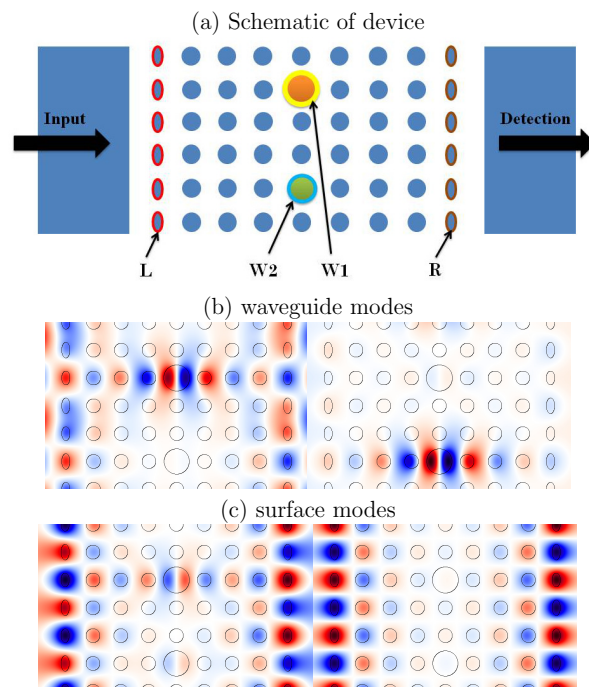 (a) Schematic of device
Input
Detection
L
W2
W1
R
(b) waveguide modes
(c) surface modes